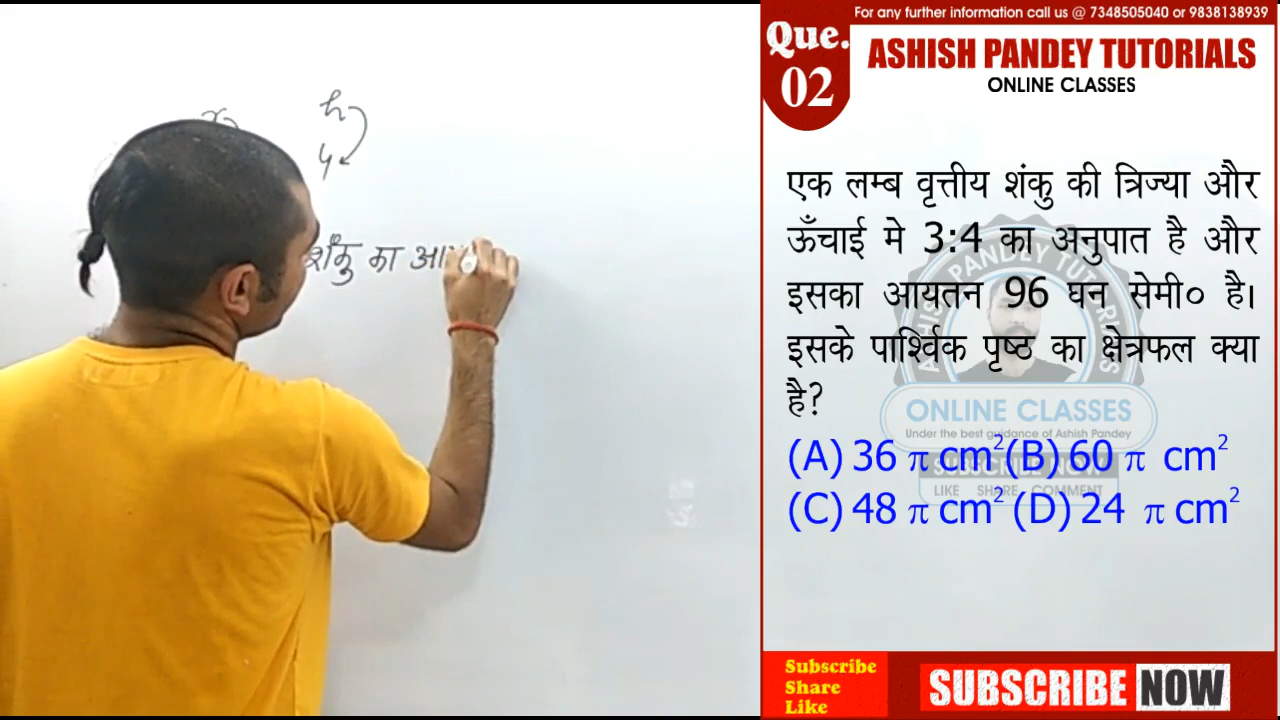 h
4
शंकु का
For any further information call us @ 7348505040 or 9838138939
Que.
02
ASHISH PANDEY TUTORIALS
ONLINE CLASSES
एक लम्ब वृत्तीय शंकु की त्रिज्या और
ऊँचाई मे 3:4 का अनुपात है और
इसका आयतन 96 घन सेमी० है।
इसके पार्श्विक पृष्ठ का क्षेत्रफल क्या
है?
ONLINE CLASSES
Under the best guidance of Ashish Pandey
(A) 36 π cm² (B) 60 π cm²
SUBSCRIBE NOW
LIKE SHARE COMMENT
(C) 48 π cm² (D) 24 π cm²
Subscribe
Share
Like
SUBSCRIBE NOW